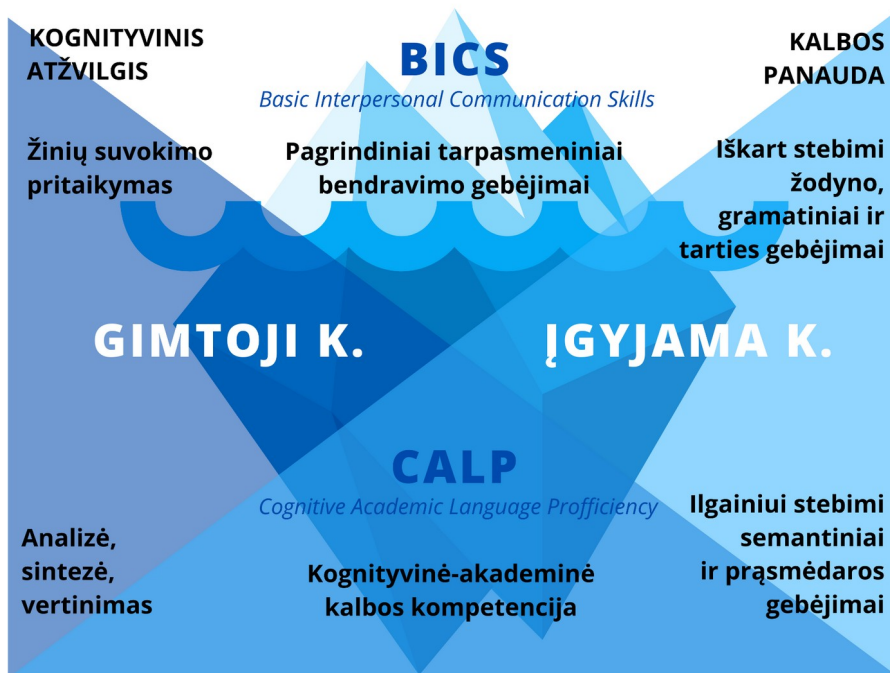 KOGNITYVINIS
ATŽVILGIS
BICS
Basic Interpersonal Communication Skills
KALBOS
PANAUDA
Žinių suvokimo
pritaikymas
Pagrindiniai tarpasmeniniai
bendravimo gebėjimai
Iškart stebimi
žodyno,
gramatiniai ir
tarties gebėjimai
GIMTOJI K.
ĮGYJAMA K.
CALP
Cognitive Academic Language Profficiency
Analizė,
sintezė,
vertinimas
Kognityvinė-akademinė
kalbos kompetencija
Ilgainiui stebimi
semantiniai
ir prąsmėdaros
gebėjimai